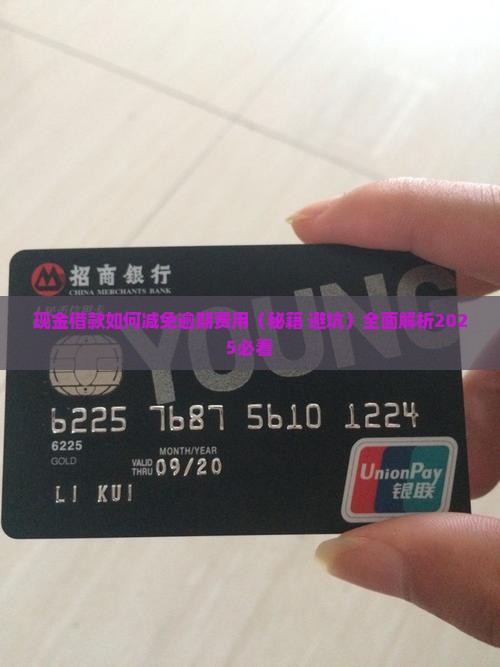 招商银行
CHINA MERCHANTS BANK
YOUNG
现金借款如何减免逾期费用（秘籍 避坑）全面解析202
5必看
6225 7687 5610 1224
6225
GOLD
MONTH/YEAR
VALID THRU 09/20
LI KUI
UnionPay
银联